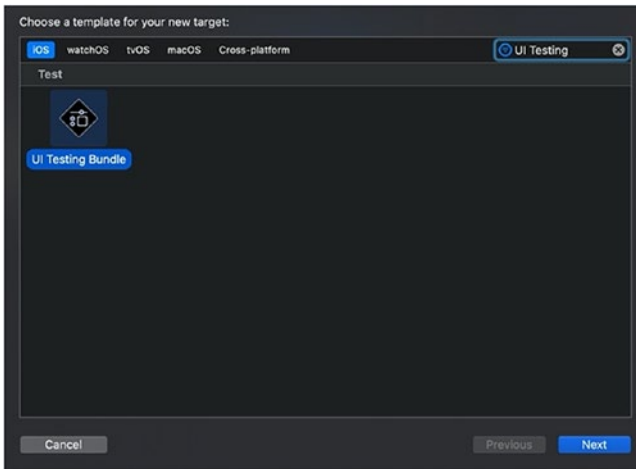 Choose a template for your new target:
iOS watchOS tvOS macOS Cross-platform UI Testing
Test
UI Testing Bundle
Cancel Previous Next